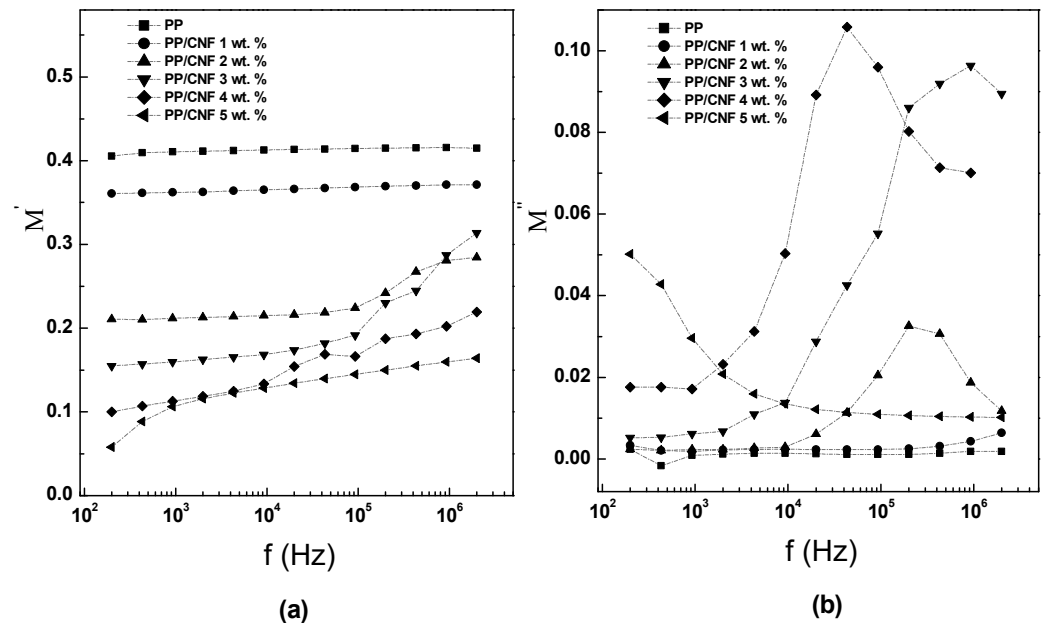 PP
PP/CNF 1 wt. %
PP/CNF 2 wt. %
PP/CNF 3 wt. %
PP/CNF 4 wt. %
PP/CNF 5 wt. %
0.5
0.4
0.3
0.2
0.1
0.0
M'
10² 10³ 10⁴ 10⁵ 10⁶
f (Hz)
(a)
PP
PP/CNF 1 wt. %
PP/CNF 2 wt. %
PP/CNF 3 wt. %
PP/CNF 4 wt. %
PP/CNF 5 wt. %
0.10
0.08
0.06
0.04
0.02
0.00
M"
10² 10³ 10⁴ 10⁵ 10⁶
f (Hz)
(b)